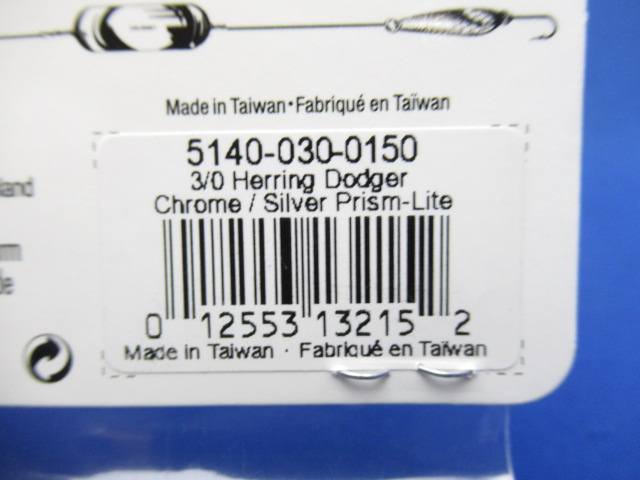 Made in Taiwan•Fabriqué en Taïwan
5140-030-0150
3/0 Herring Dodger
Chrome / Silver Prism-Lite
0 12553 13215 2
Made in Taiwan · Fabriqué en Taïwan